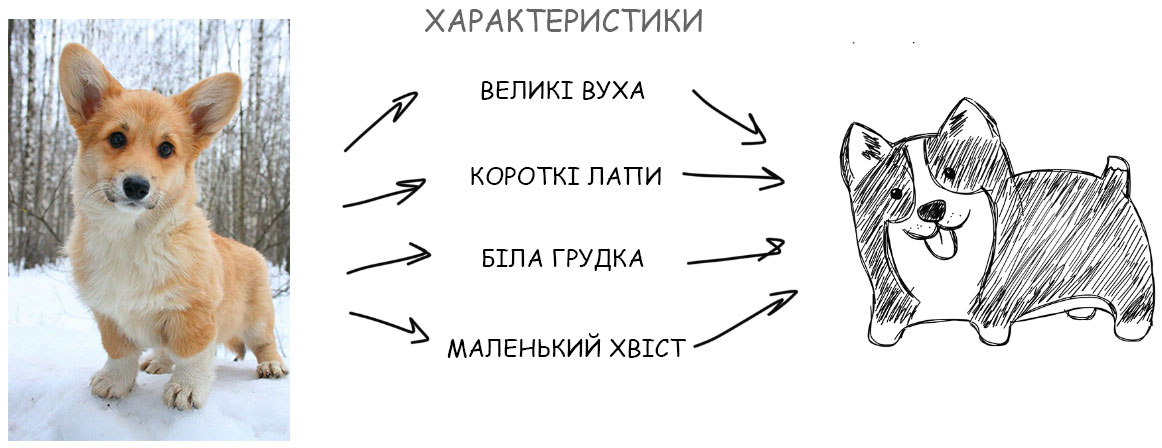 ХАРАКТЕРИСТИКИ
ВЕЛИКІ ВУХА
КОРОТКІ ЛАПИ
БІЛА ГРУДКА
МАЛЕНЬКИЙ ХВІСТ